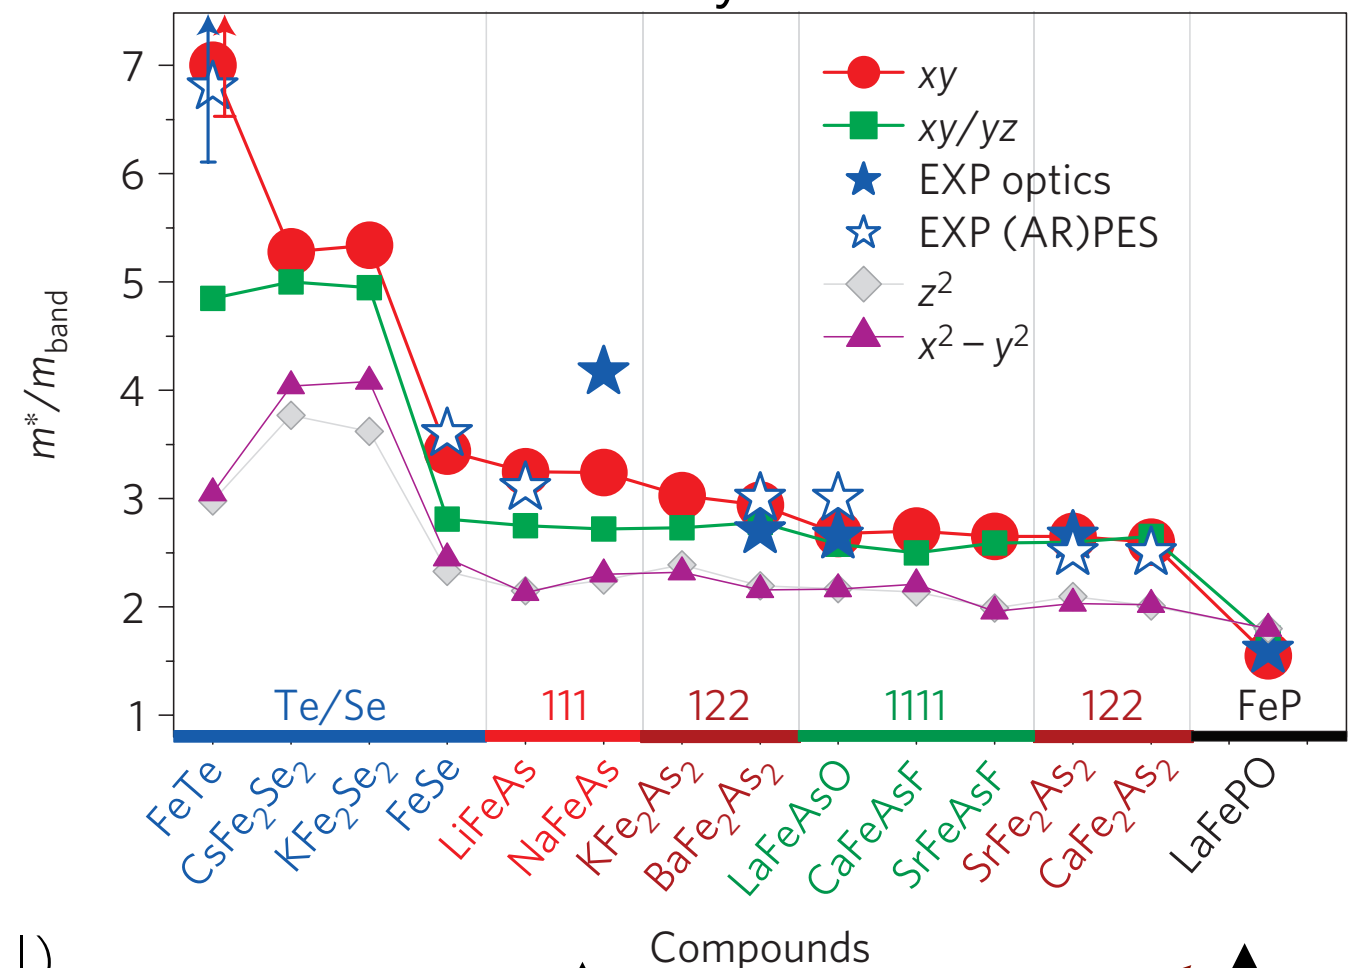 y
7
6
5
4
3
2
1
m*/m_band
xy
xy/yz
EXP optics
EXP (AR)PES
z²
x² – y²
Te/Se 111 122 1111 122 FeP
FeTe
CsFe₂Se₂
KFe₂Se₂
FeSe
LiFeAs
NaFeAs
KFe₂As₂
BaFe₂As₂
LaFeAsO
CaFeAsF
SrFeAsF
SrFe₂As₂
CaFe₂As₂
LaFePO
Compounds